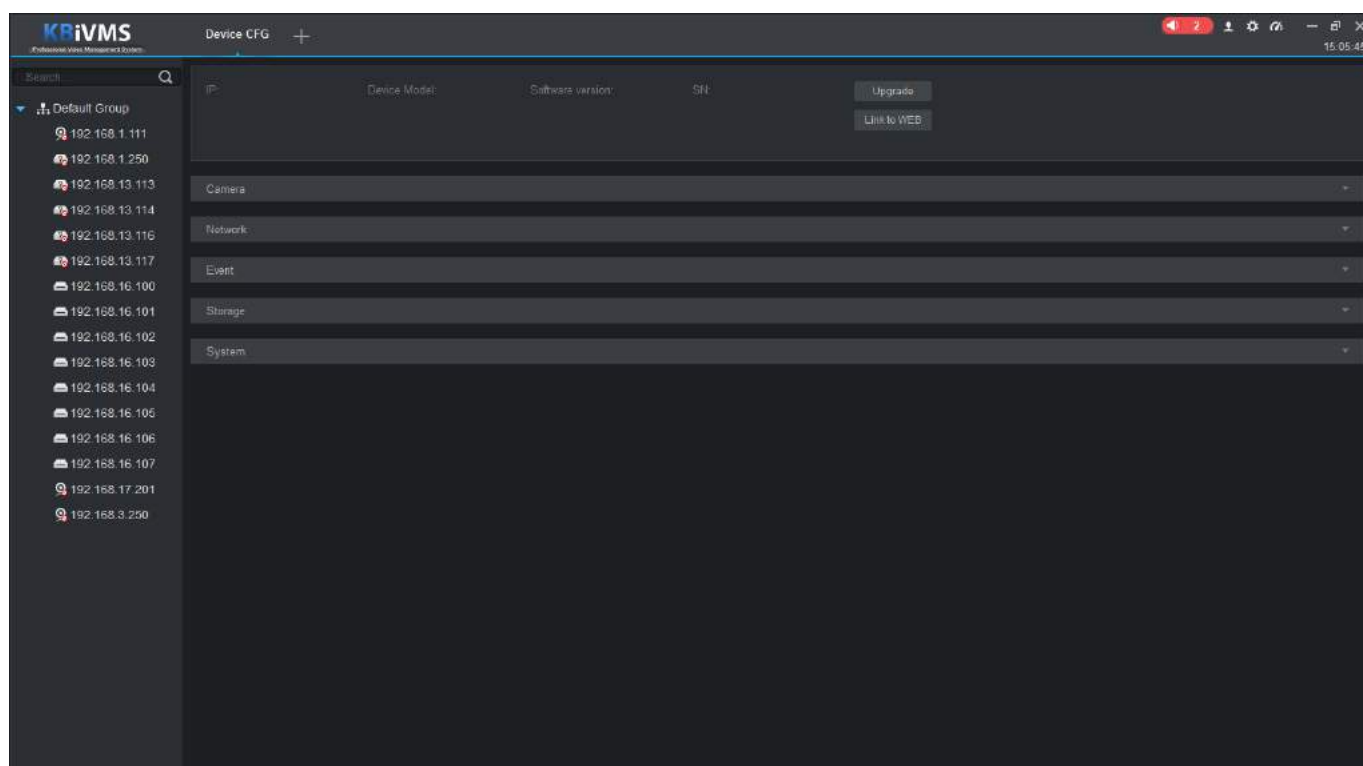 KBiVMS
Professional Video Management System
Device CFG
2
15:05:45
Search
IP:
Device Model:
Software version:
SN:
Upgrade
Link to WEB
Default Group
192.168.1.111
192.168.1.250
192.168.13.113
192.168.13.114
192.168.13.116
192.168.13.117
192.168.16.100
192.168.16.101
192.168.16.102
192.168.16.103
192.168.16.104
192.168.16.105
192.168.16.106
192.168.16.107
192.168.17.201
192.168.3.250
Camera
Network
Event
Storage
System